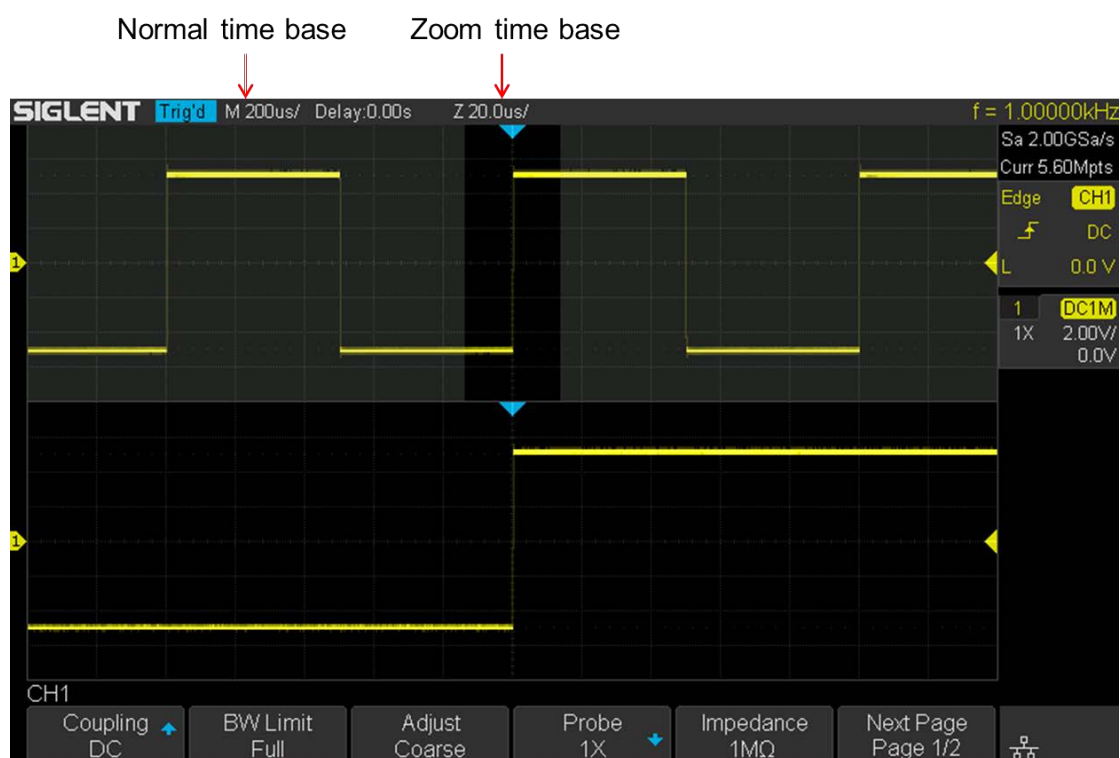 Normal time base Zoom time base
SIGLENT Trig'd M 200us/ Delay:0.00s Z 20.0us/ f = 1.00000kHz
Sa 2.00GSa/s
Curr 5.60Mpts
Edge CH1
DC
L 0.0 V
1 DC1M
1X 2.00V/
0.0V
1
1
CH1
Coupling BW Limit Adjust Probe Impedance Next Page
DC Full Coarse 1X 1MΩ Page 1/2